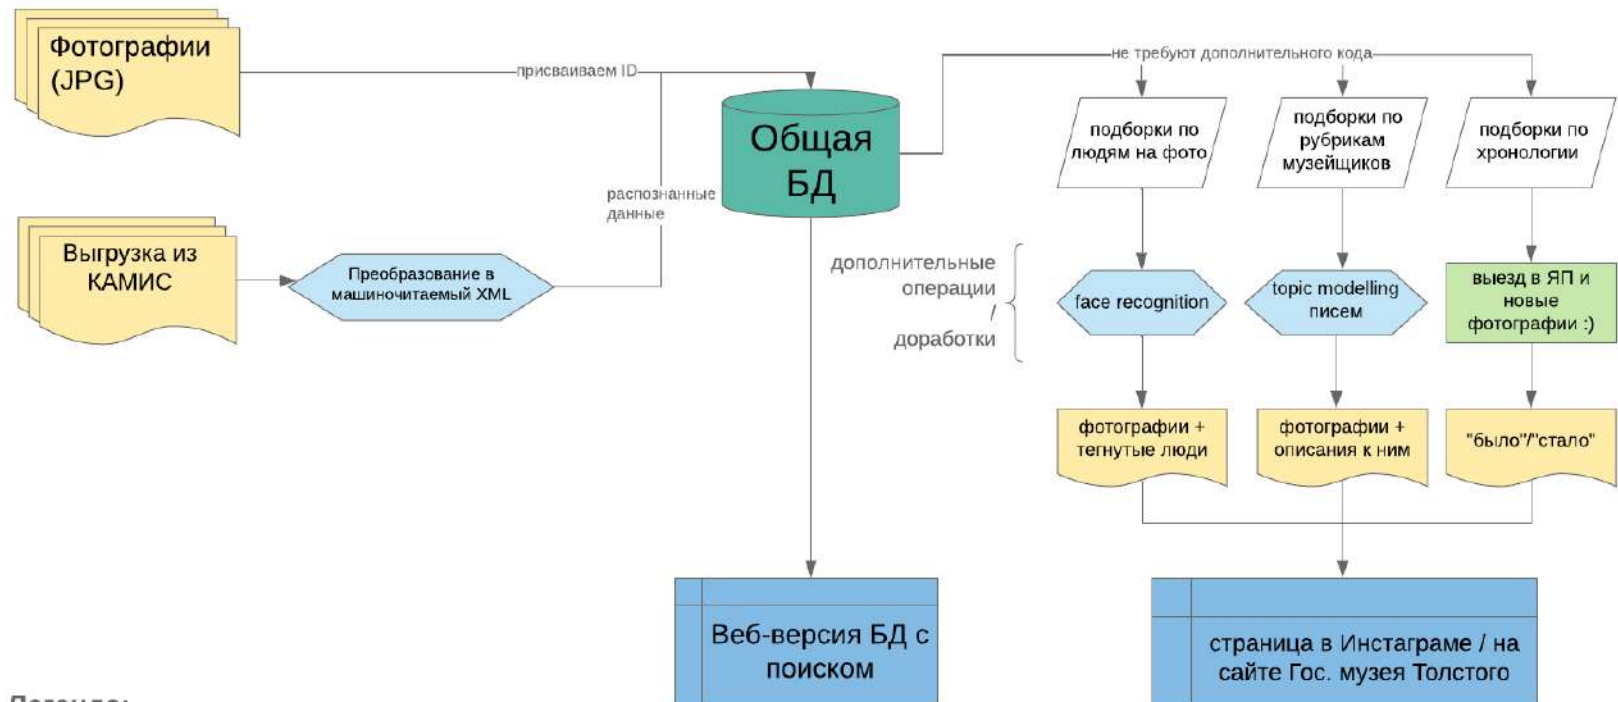 Фотографии
(JPG)
присваиваем ID
не требуют дополнительного кода
Общая
БД
подборки по
людям на фото
подборки по
рубрикам
музейщиков
подборки по
хронологии
распознанные
данные
Выгрузка из
КАМИС
Преобразование в
машиночитаемый XML
дополнительные
операции
/
доработки
face recognition
topic modelling
писем
выезд в ЯП и
новые
фотографии :)
фотографии +
тегнутые люди
фотографии +
описания к ним
"было"/"стало"
Веб-версия БД с
поиском
страница в Инстаграме / на
сайте Гос. музея Толстого